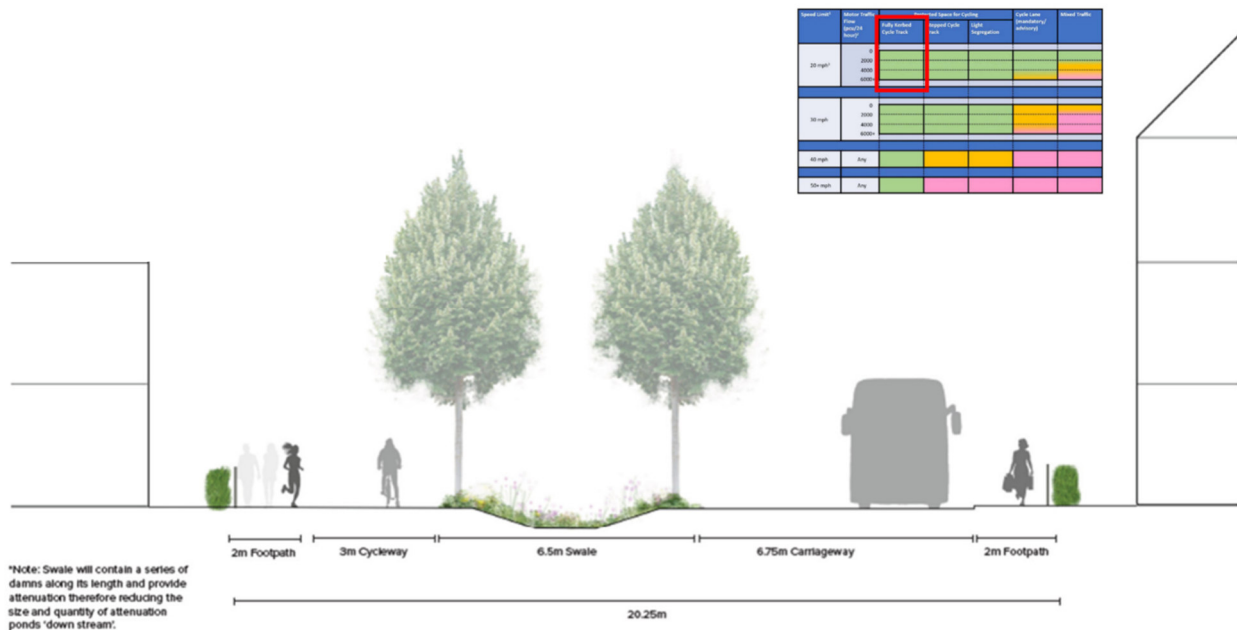 Speed Limit¹
Motor Traffic Flow (pcu/24 hour)²
Protected Space for Cycling
Cycle Lane (mandatory/ advisory)
Mixed Traffic
Fully Kerbed Cycle Track
Stepped Cycle Track
Light Segregation
20 mph³
0
2000
4000
6000+
30 mph
0
2000
4000
6000+
40 mph
Any
50+ mph
Any
2m Footpath
3m Cycleway
6.5m Swale
6.75m Carriageway
2m Footpath
*Note: Swale will contain a series of
damns along its length and provide
attenuation therefore reducing the
size and quantity of attenuation
ponds 'down stream'.
20.25m